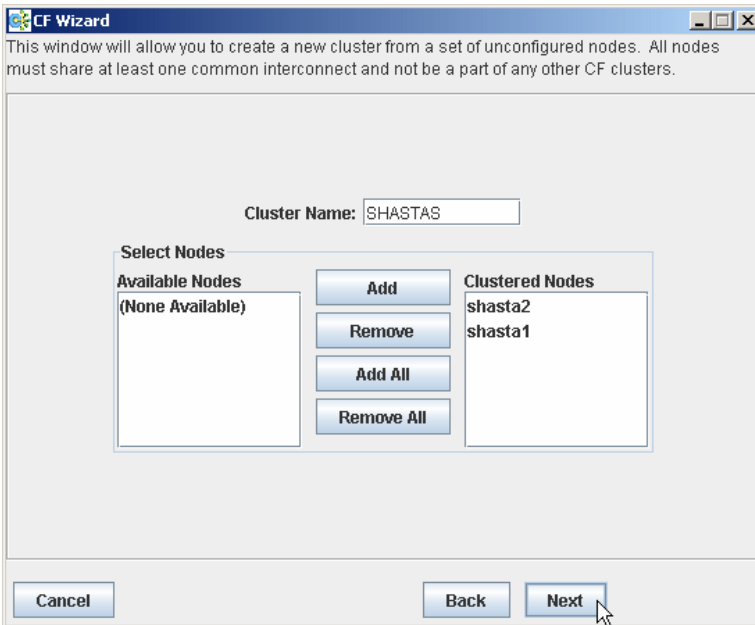 CF Wizard
This window will allow you to create a new cluster from a set of unconfigured nodes. All nodes
must share at least one common interconnect and not be a part of any other CF clusters.
Cluster Name: SHASTAS
Select Nodes
Available Nodes
(None Available)
Add
Remove
Add All
Remove All
Clustered Nodes
shasta2
shasta1
Cancel
Back
Next